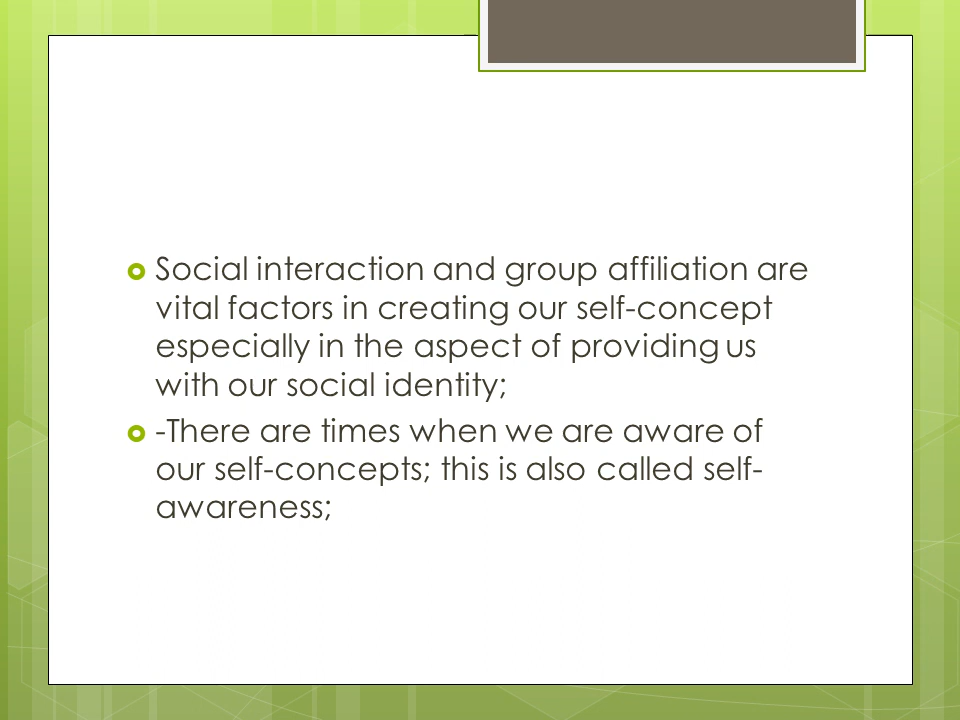 Social interaction and group affiliation are
vital factors in creating our self-concept
especially in the aspect of providing us
with our social identity;
-There are times when we are aware of
our self-concepts; this is also called self-
awareness;